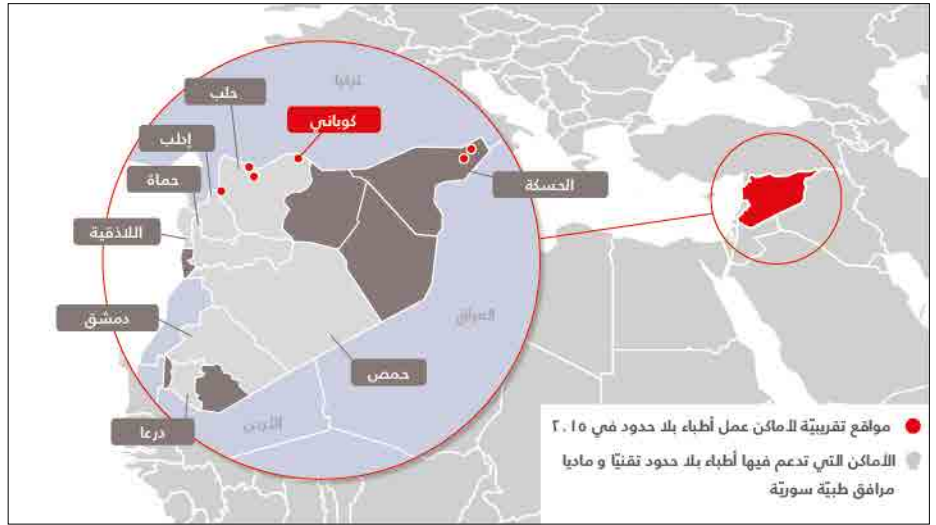 تركيا
حلب
كوباني
إدلب
حماة
الحسكة
اللاذقية
العراق
دمشق
حمص
الأردن
درعا
مواقع تقريبيّة لأماكن عمل أطباء بلا حدود في ٢٠١٥
الأماكن التي تدعم فيها أطباء بلا حدود تقنيًا و ماديا
مرافق طبيّة سوريّة